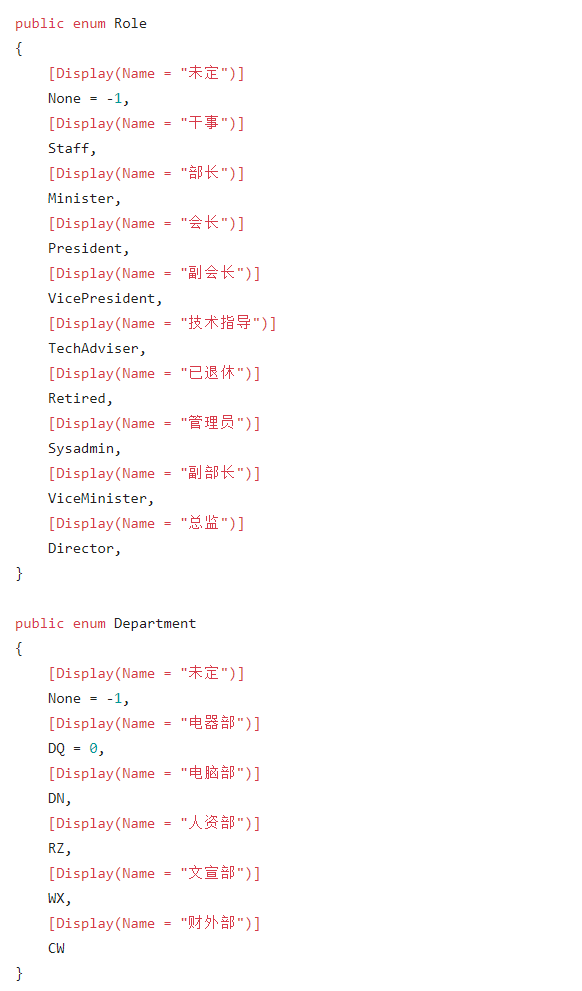 public enum Role
{
    [Display(Name = "未定")]
    None = -1,
    [Display(Name = "干事")]
    Staff,
    [Display(Name = "部长")]
    Minister,
    [Display(Name = "会长")]
    President,
    [Display(Name = "副会长")]
    VicePresident,
    [Display(Name = "技术指导")]
    TechAdviser,
    [Display(Name = "已退休")]
    Retired,
    [Display(Name = "管理员")]
    Sysadmin,
    [Display(Name = "副部长")]
    ViceMinister,
    [Display(Name = "总监")]
    Director,
}

public enum Department
{
    [Display(Name = "未定")]
    None = -1,
    [Display(Name = "电器部")]
    DQ = 0,
    [Display(Name = "电脑部")]
    DN,
    [Display(Name = "人资部")]
    RZ,
    [Display(Name = "文宣部")]
    WX,
    [Display(Name = "财外部")]
    CW
}